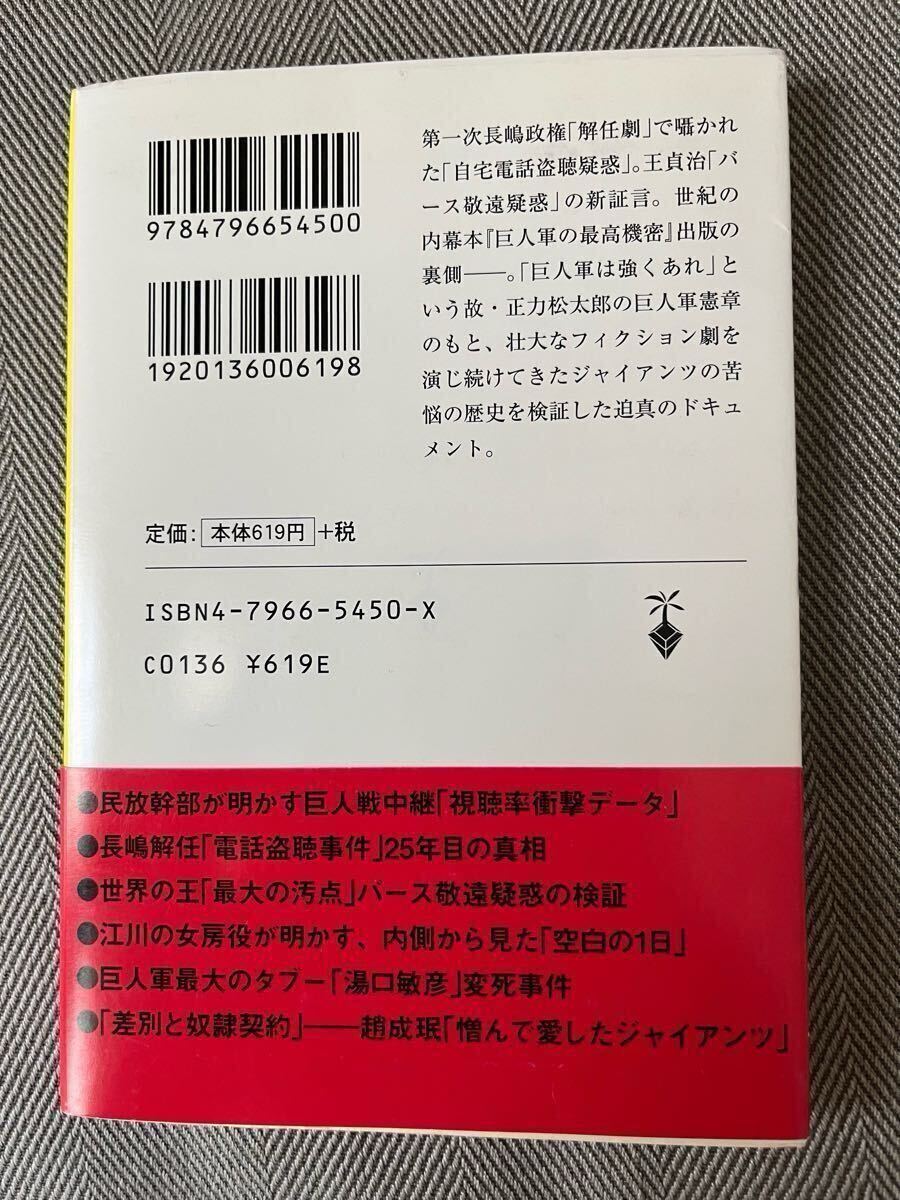 9784796654500
1920136006198
第一次長嶋政権「解任劇」で囁かれ
た「自宅電話盗聴疑惑」。王貞治「バ
ース敬遠疑惑」の新証言。世紀の
内幕本『巨人軍の最高機密』出版の
裏側――。「巨人軍は強くあれ」と
いう故・正力松太郎の巨人軍憲章
のもと、壮大なフィクション劇を
演じ続けてきたジャイアンツの苦
悩の歴史を検証した迫真のドキュ
メント。
定価：本体619円+税
ISBN4-7966-5450-X
C0136 ¥619E
●民放幹部が明かす巨人戦中継「視聴率衝撃データ」
●長嶋解任「電話盗聴事件」25年目の真相
●世界の王「最大の汚点」バース敬遠疑惑の検証
●江川の女房役が明かす、内側から見た「空白の1日」
●巨人軍最大のタブー「湯口敏彦」変死事件
●「差別と奴隷契約」――趙成珉「憎んで愛したジャイアンツ」